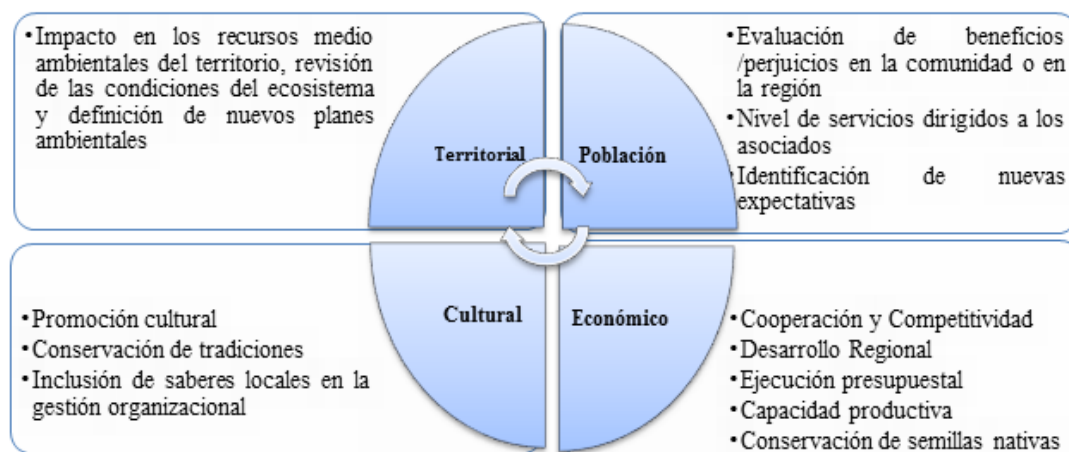 •Impacto en los recursos medio
ambientales del territorio, revisión
de las condiciones del ecosistema
y definición de nuevos planes
ambientales
Territorial
Población
•Evaluación de beneficios
/perjuicios en la comunidad o en
la región
•Nivel de servicios dirigidos a los
asociados
•Identificación de nuevas
expectativas
•Promoción cultural
•Conservación de tradiciones
•Inclusión de saberes locales en la
gestión organizacional
Cultural
Económico
•Cooperación y Competitividad
•Desarrollo Regional
•Ejecución presupuestal
•Capacidad productiva
•Conservación de semillas nativas